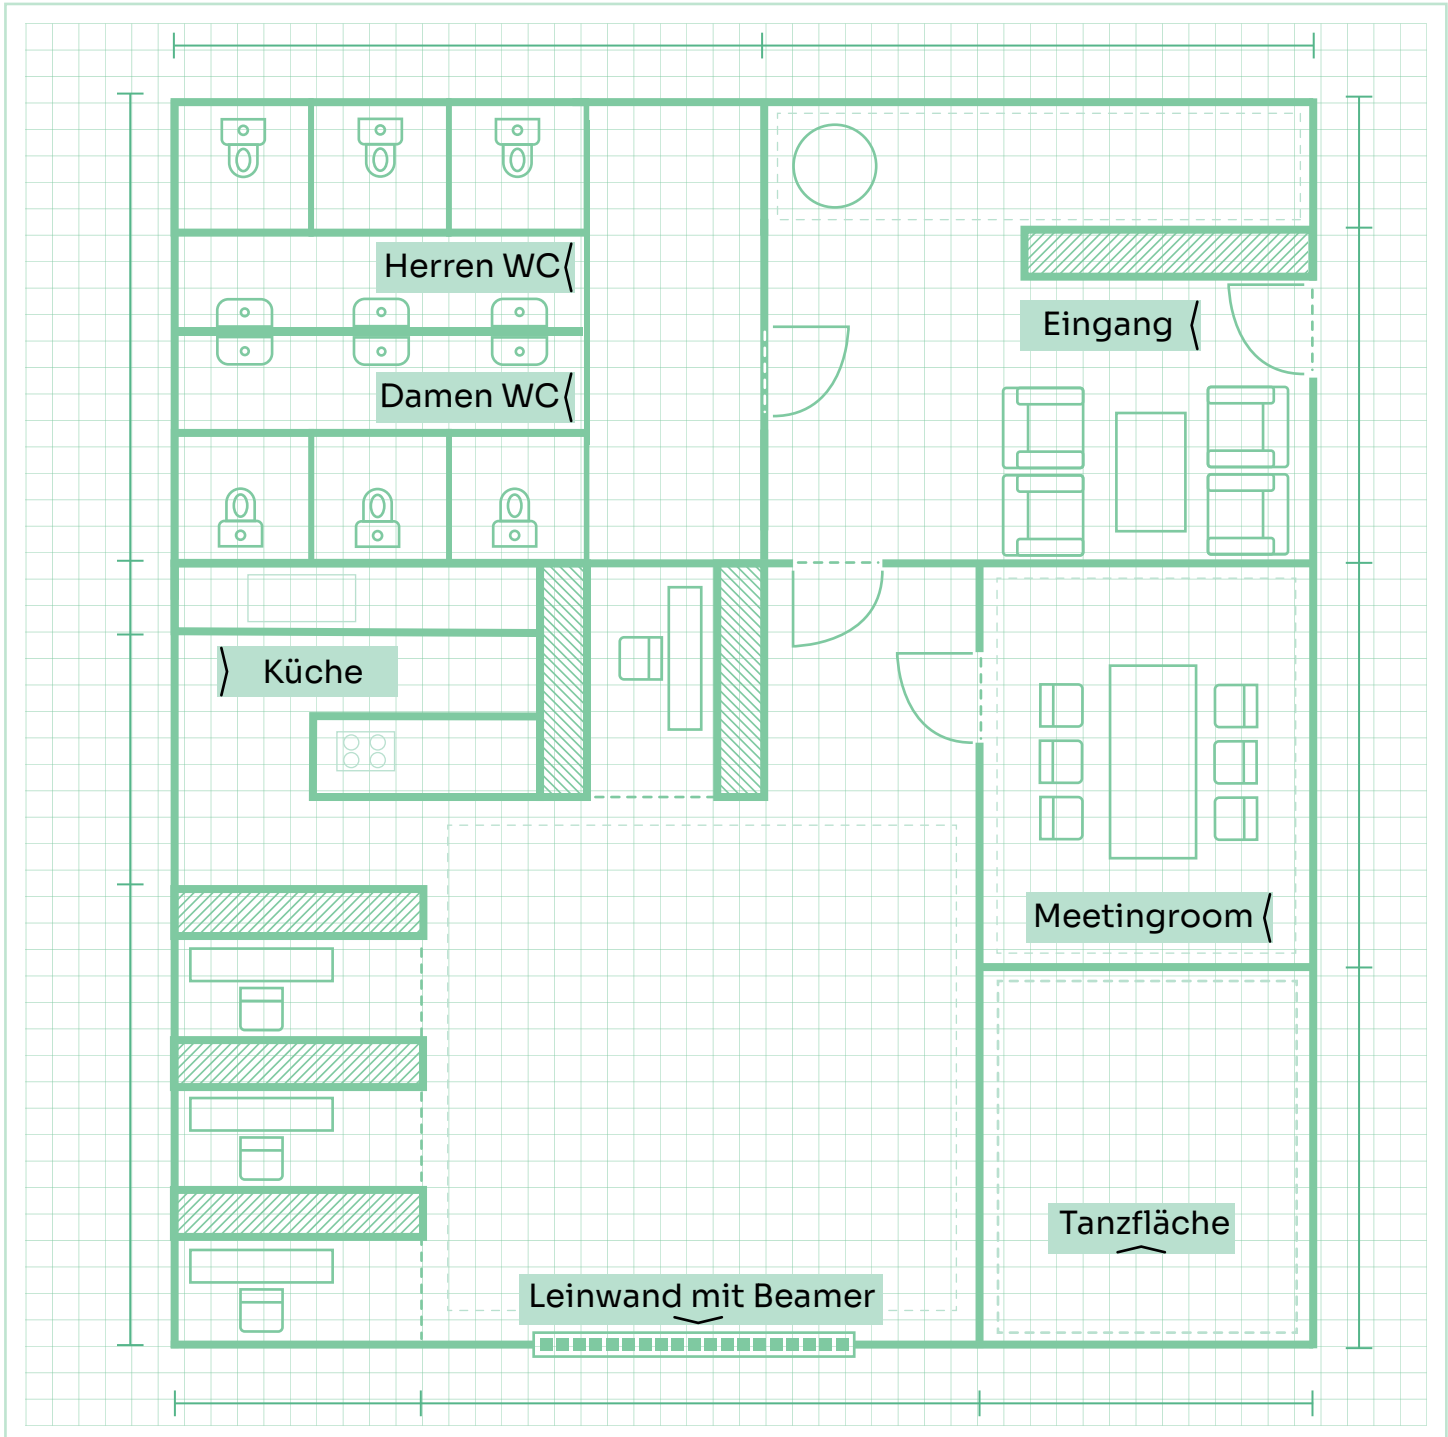 Herren WC
Eingang
Damen WC
Küche
Meetingroom
Tanzfläche
Leinwand mit Beamer